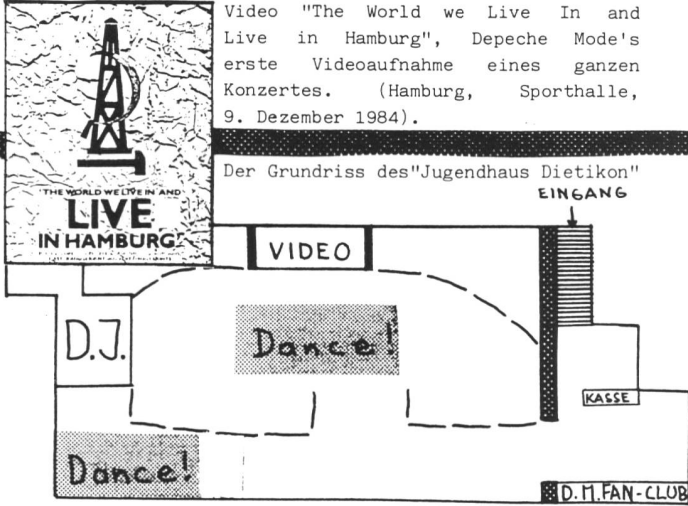 Video "The World we Live In and
Live in Hamburg", Depeche Mode's
erste Videoaufnahme eines ganzen
Konzertes. (Hamburg, Sporthalle,
9. Dezember 1984).
THE WORLD WE LIVE IN AND
LIVE
IN HAMBURG
Der Grundriss des"Jugendhaus Dietikon"
EINGANG
VIDEO
D.J.
Dance!
KASSE
Dance!
D.M.FAN-CLUB